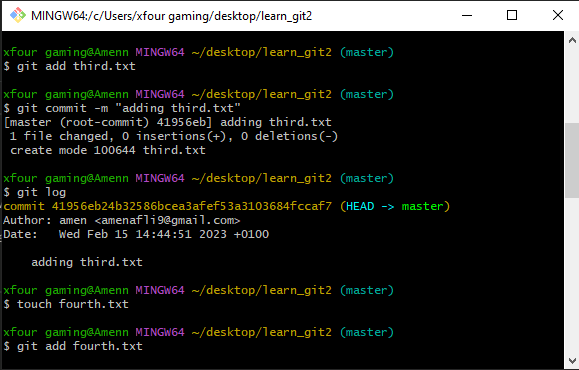 MINGW64:/c/Users/xfour gaming/desktop/learn_git2
xfour gaming@Amenn MINGW64 ~/desktop/learn_git2 (master)
$ git add third.txt
xfour gaming@Amenn MINGW64 ~/desktop/learn_git2 (master)
$ git commit -m "adding third.txt"
[master (root-commit) 41956eb] adding third.txt
 1 file changed, 0 insertions(+), 0 deletions(-)
 create mode 100644 third.txt
xfour gaming@Amenn MINGW64 ~/desktop/learn_git2 (master)
$ git log
commit 41956eb24b32586bcea3afef53a3103684fccaf7 (HEAD -> master)
Author: amen <amenafli9@gmail.com>
Date:   Wed Feb 15 14:44:51 2023 +0100
    adding third.txt
xfour gaming@Amenn MINGW64 ~/desktop/learn_git2 (master)
$ touch fourth.txt
xfour gaming@Amenn MINGW64 ~/desktop/learn_git2 (master)
$ git add fourth.txt